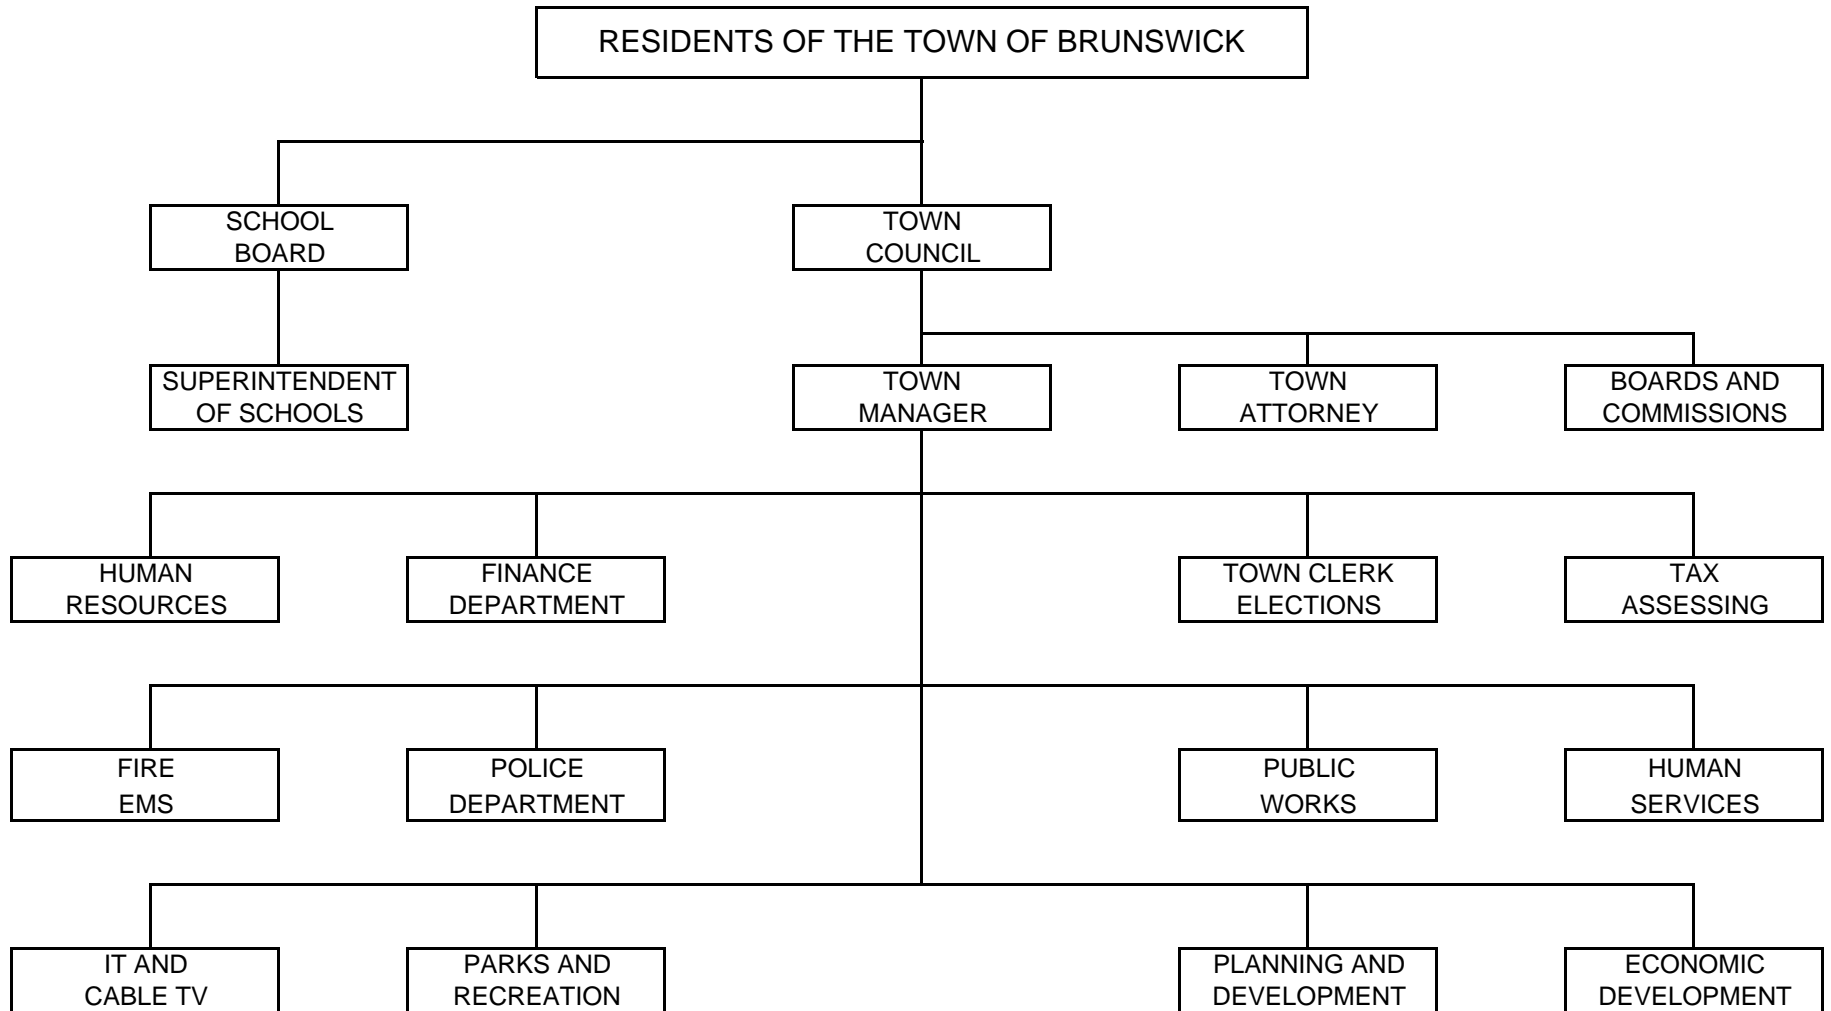 RESIDENTS OF THE TOWN OF BRUNSWICK
SCHOOL
BOARD
TOWN
COUNCIL
SUPERINTENDENT
OF SCHOOLS
TOWN
MANAGER
TOWN
ATTORNEY
BOARDS AND
COMMISSIONS
HUMAN
RESOURCES
FINANCE
DEPARTMENT
TOWN CLERK
ELECTIONS
TAX
ASSESSING
FIRE
EMS
POLICE
DEPARTMENT
PUBLIC
WORKS
HUMAN
SERVICES
IT AND
CABLE TV
PARKS AND
RECREATION
PLANNING AND
DEVELOPMENT
ECONOMIC
DEVELOPMENT